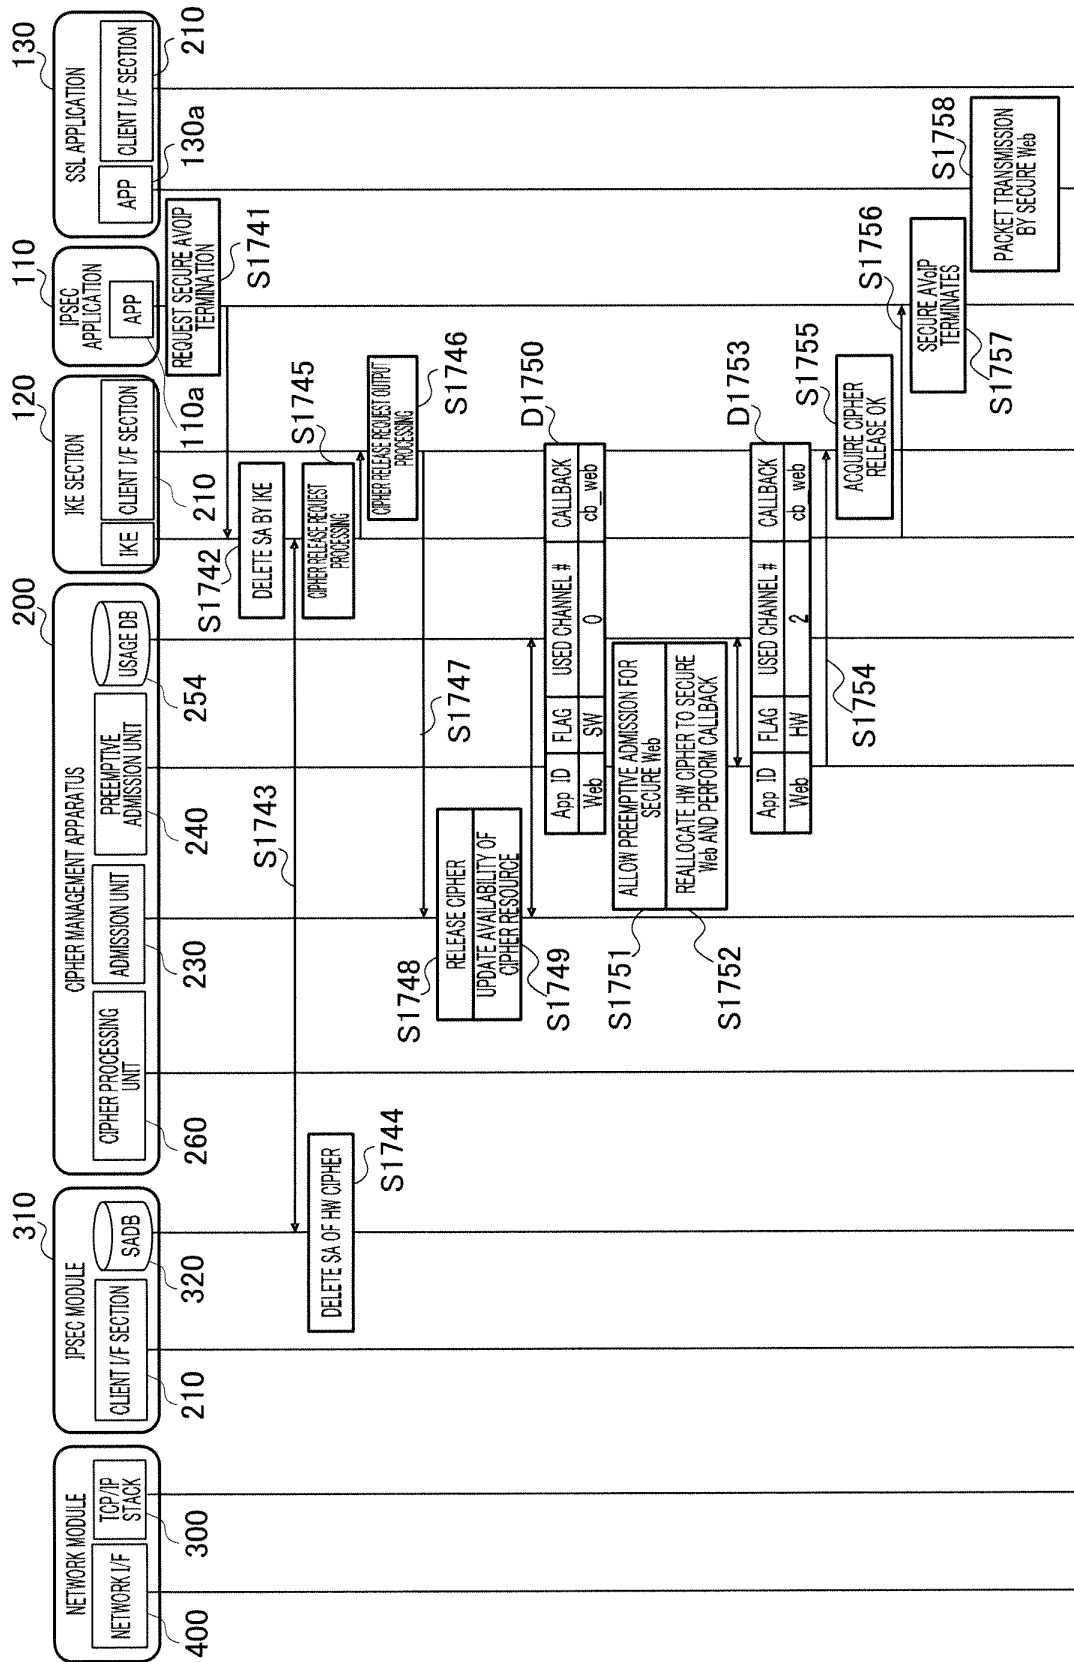 NETWORK MODULE
NETWORK I/F
TCP/IP
STACK
400
300
310
IPSEC MODULE
CLIENT I/F SECTION
SADB
210
320
200
CIPHER MANAGEMENT APPARATUS
CIPHER PROCESSING
UNIT
ADMISSION UNIT
PREEMPTIVE
ADMISSION UNIT
USAGE DB
260
230
240
254
120
IKE SECTION
IKE
CLIENT I/F SECTION
210
110
IPSEC
APPLICATION
APP
110a
130
SSL APPLICATION
APP
CLIENT I/F SECTION
130a
210
REQUEST SECURE AVOIP
TERMINATION
S1741
S1742
DELETE SA BY IKE
S1743
DELETE SA OF HW CIPHER
S1744
CIPHER RELEASE REQUEST
PROCESSING
S1745
CIPHER RELEASE REQUEST OUTPUT
PROCESSING
S1746
S1747
S1748
RELEASE CIPHER
UPDATE AVAILABILITY OF
CIPHER RESOURCE
S1749
D1750
App ID FLAG USED CHANNEL # CALLBACK
Web SW 0 cb_web
S1751
ALLOW PREEMPTIVE ADMISSION FOR
SECURE Web
S1752
REALLOCATE HW CIPHER TO SECURE
Web AND PERFORM CALLBACK
D1753
App ID FLAG USED CHANNEL # CALLBACK
Web HW 2 cb_web
S1754
S1755
ACQUIRE CIPHER
RELEASE OK
S1756
SECURE AVoIP
TERMINATES
S1757
S1758
PACKET TRANSMISSION
BY SECURE Web